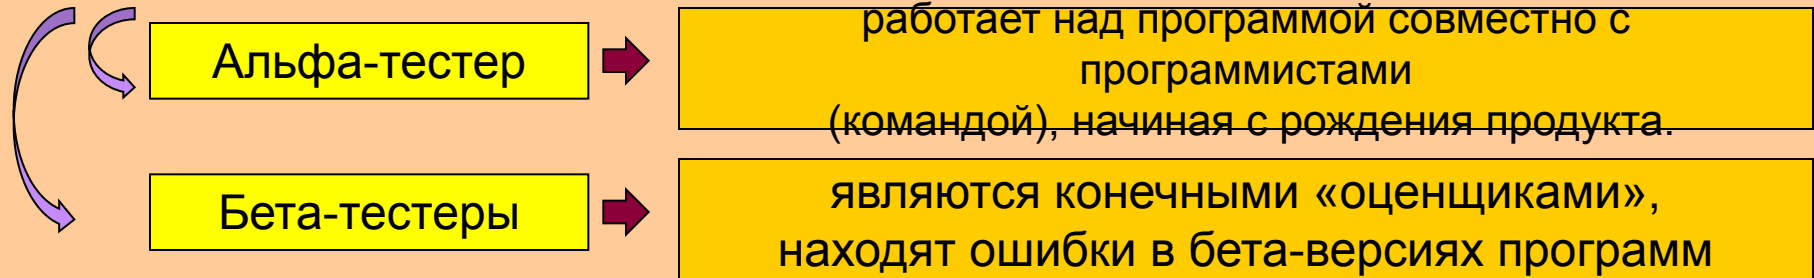 Альфа-тестер
работает над программой совместно с
программистами
(командой), начиная с рождения продукта.
Бета-тестеры
являются конечными «оценщиками»,
находят ошибки в бета-версиях программ